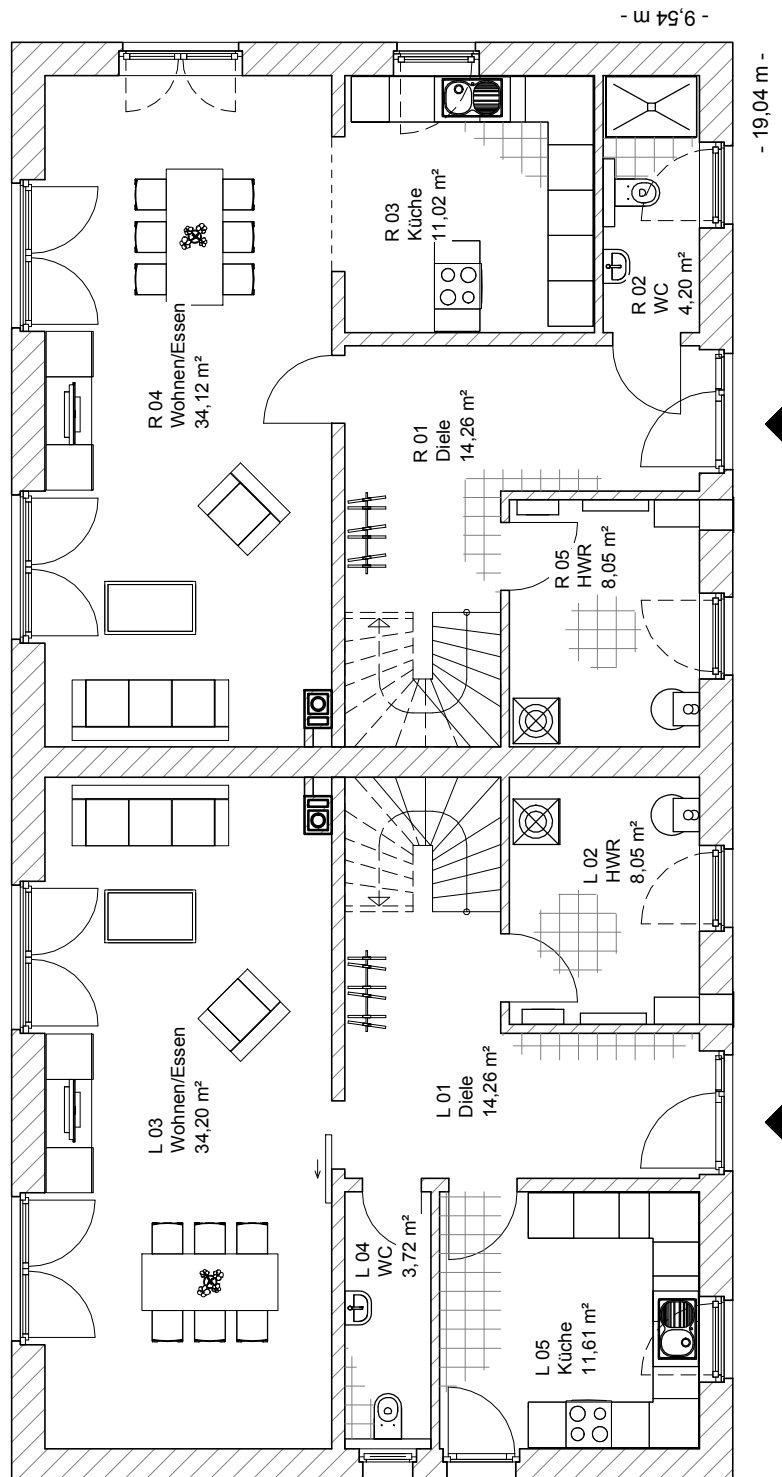 - 9,54 m -
- 19,04 m -
R 04
Wohnen/Essen
34,12 m²
R 03
Küche
11,02 m²
R 02
WC
4,20 m²
R 01
Diele
14,26 m²
R 05
HWR
8,05 m²
L 03
Wohnen/Essen
34,20 m²
L 02
HWR
8,05 m²
L 01
Diele
14,26 m²
L 04
WC
3,72 m²
L 05
Küche
11,61 m²